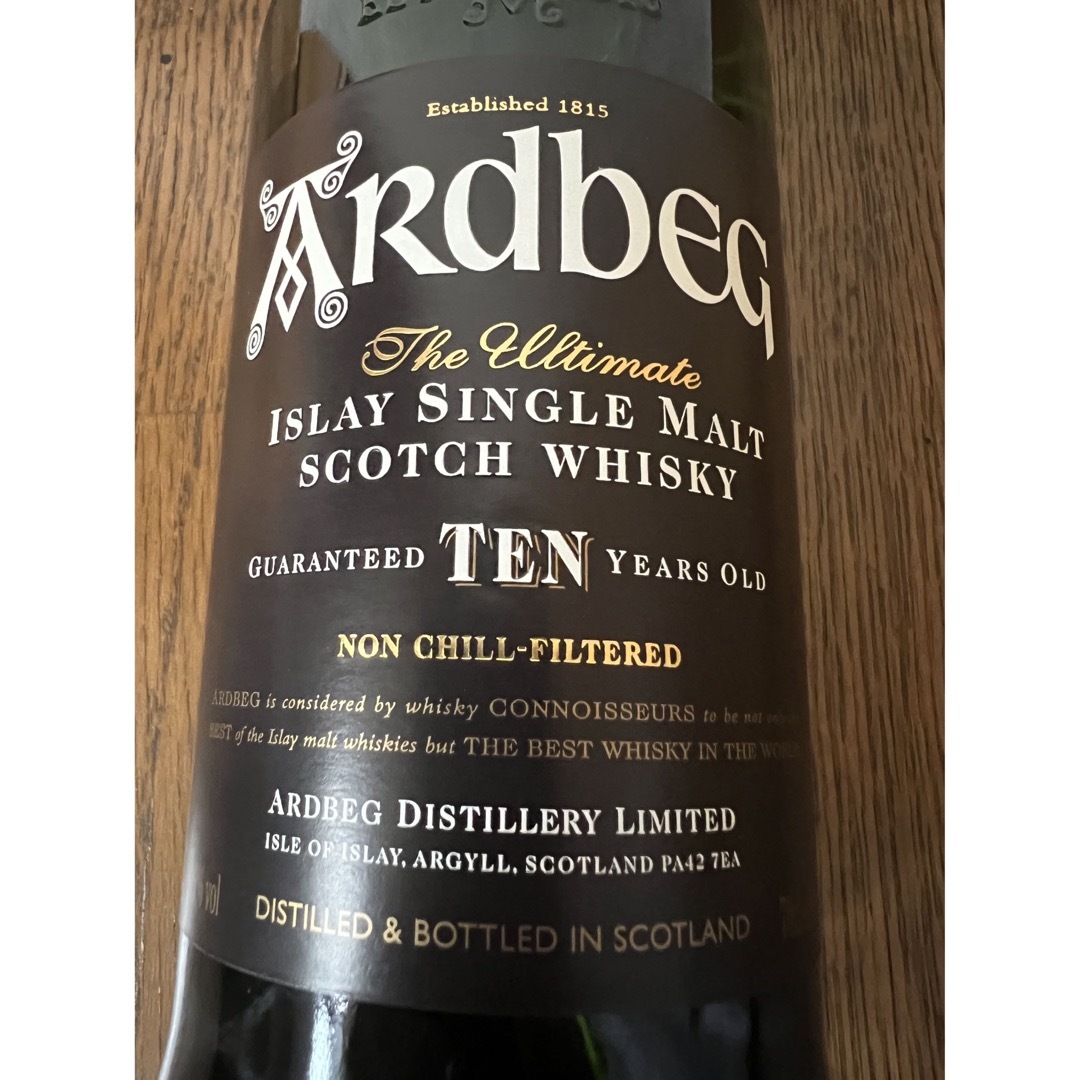 Established 1815
Ardbeg
The Ultimate
ISLAY SINGLE MALT
SCOTCH WHISKY
GUARANTEED TEN YEARS OLD
NON CHILL-FILTERED
ARDBEG is considered by whisky CONNOISSEURS to be not
BEST of the Islay malt whiskies but THE BEST WHISKY IN THE
ARDBEG DISTILLERY LIMITED
ISLE OF ISLAY, ARGYLL, SCOTLAND PA42 7EA
vol
DISTILLED & BOTTLED IN SCOTLAND